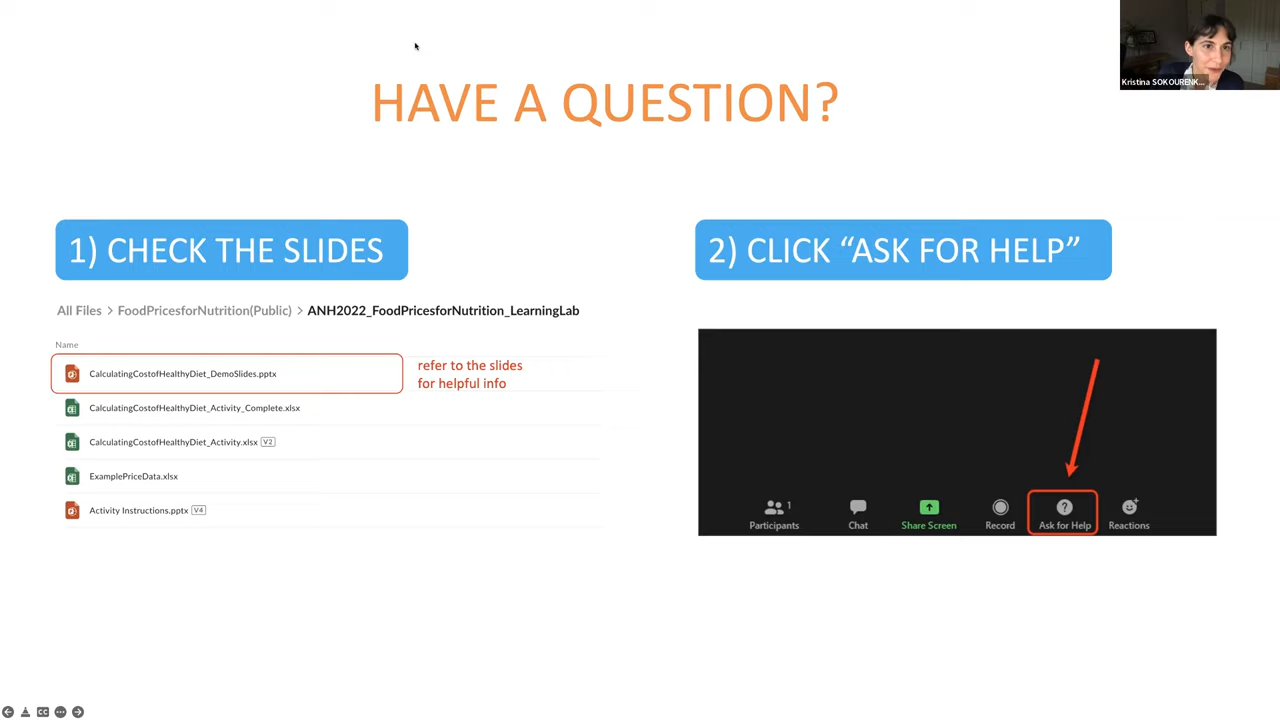 Kristina SOKOURENK...
HAVE A QUESTION?
1) CHECK THE SLIDES
All Files > FoodPricesforNutrition(Public) > ANH2022_FoodPricesforNutrition_LearningLab
Name
CalculatingCostofHealthyDiet_DemoSlides.pptx
refer to the slides
for helpful info
CalculatingCostofHealthyDiet_Activity_Complete.xlsx
CalculatingCostofHealthyDiet_Activity.xlsx V2
ExamplePriceData.xlsx
Activity Instructions.pptx V4
2) CLICK “ASK FOR HELP”
1
Participants Chat Share Screen Record Ask for Help Reactions
CC